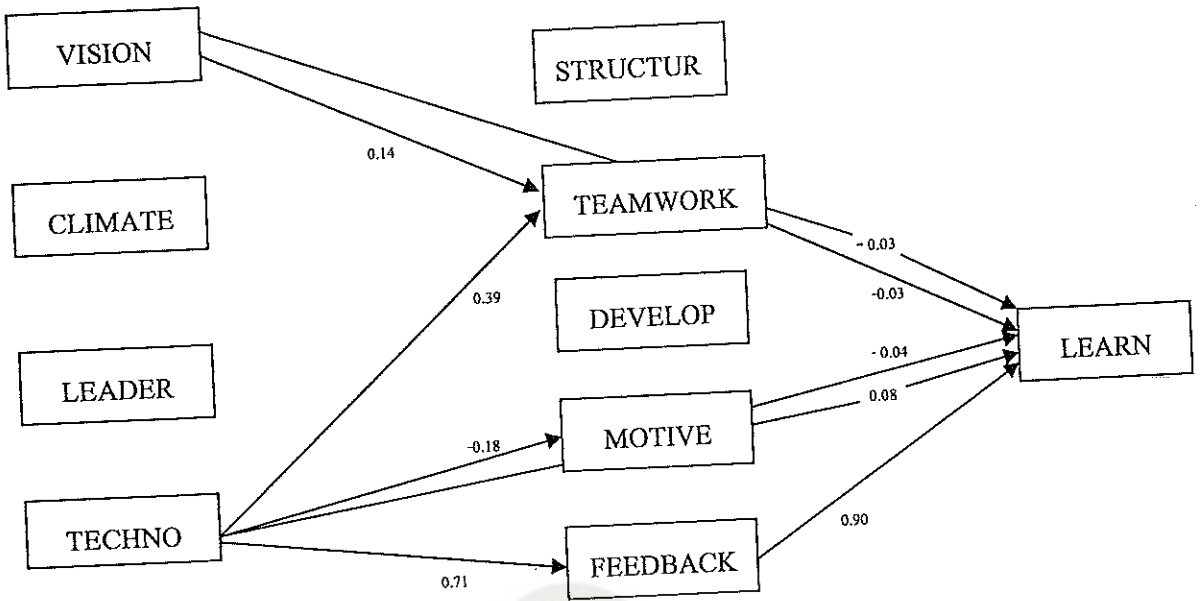 VISION
STRUCTUR
0.14
TEAMWORK
CLIMATE
- 0.03
0.39
-0.03
DEVELOP
LEARN
- 0.04
LEADER
0.08
MOTIVE
-0.18
TECHNO
0.90
FEEDBACK
0.71